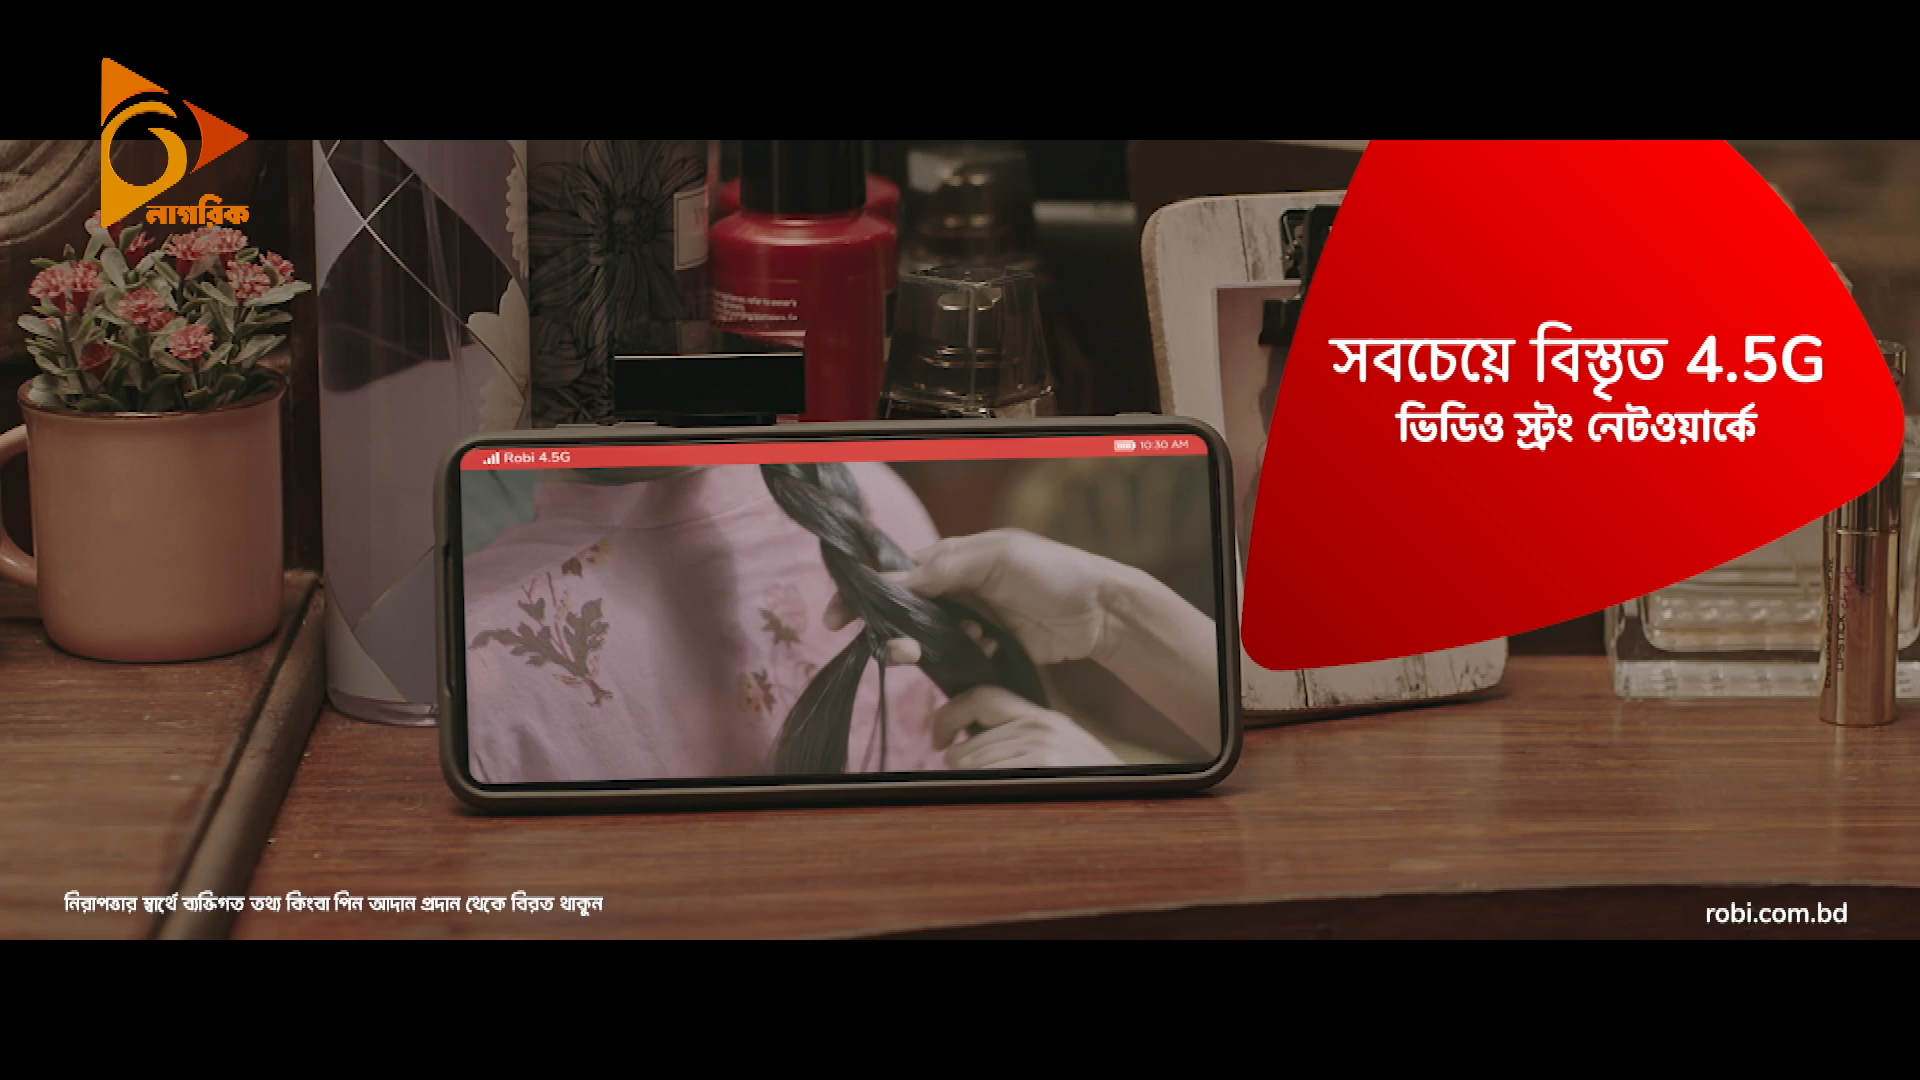 নাগরিক
সবচেয়ে বিস্তৃত 4.5G
ভিডিও স্ট্রং নেটওয়ার্কে
Robi 4.5G
10:30 AM
নিরাপত্তার স্বার্থে ব্যক্তিগত তথ্য কিংবা পিন আদান প্রদান থেকে বিরত থাকুন
robi.com.bd